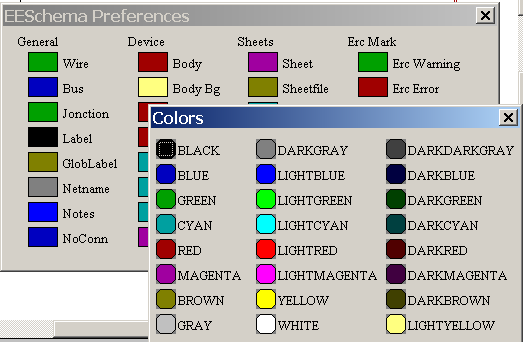 EESchema Preferences
General Device Sheets Erc Mark
Wire Body Sheet Erc Warning
Bus Body Bg Sheetfile Erc Error
Jonction
Label
GlobLabel
Netname
Notes
NoConn
Colors
BLACK DARKGRAY DARKDARKGRAY
BLUE LIGHTBLUE DARKBLUE
GREEN LIGHTGREEN DARKGREEN
CYAN LIGHTCYAN DARKCYAN
RED LIGHTRED DARKRED
MAGENTA LIGHTMAGENTA DARKMAGENTA
BROWN YELLOW DARKBROWN
GRAY WHITE LIGHTYELLOW